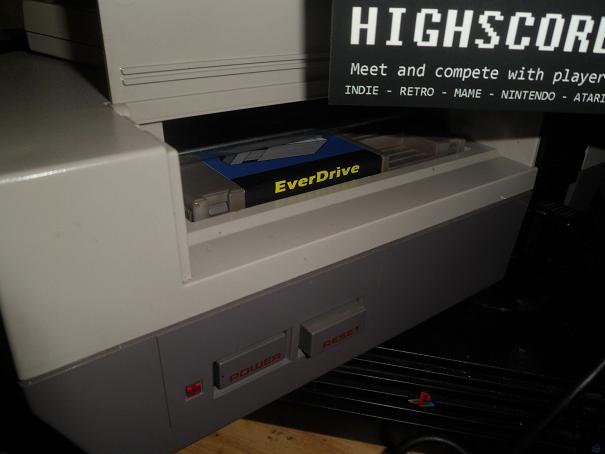 HIGHSCORE
Meet and compete with player
INDIE - RETRO - MAME - NINTENDO - ATARI
EverDrive
POWER
RESET